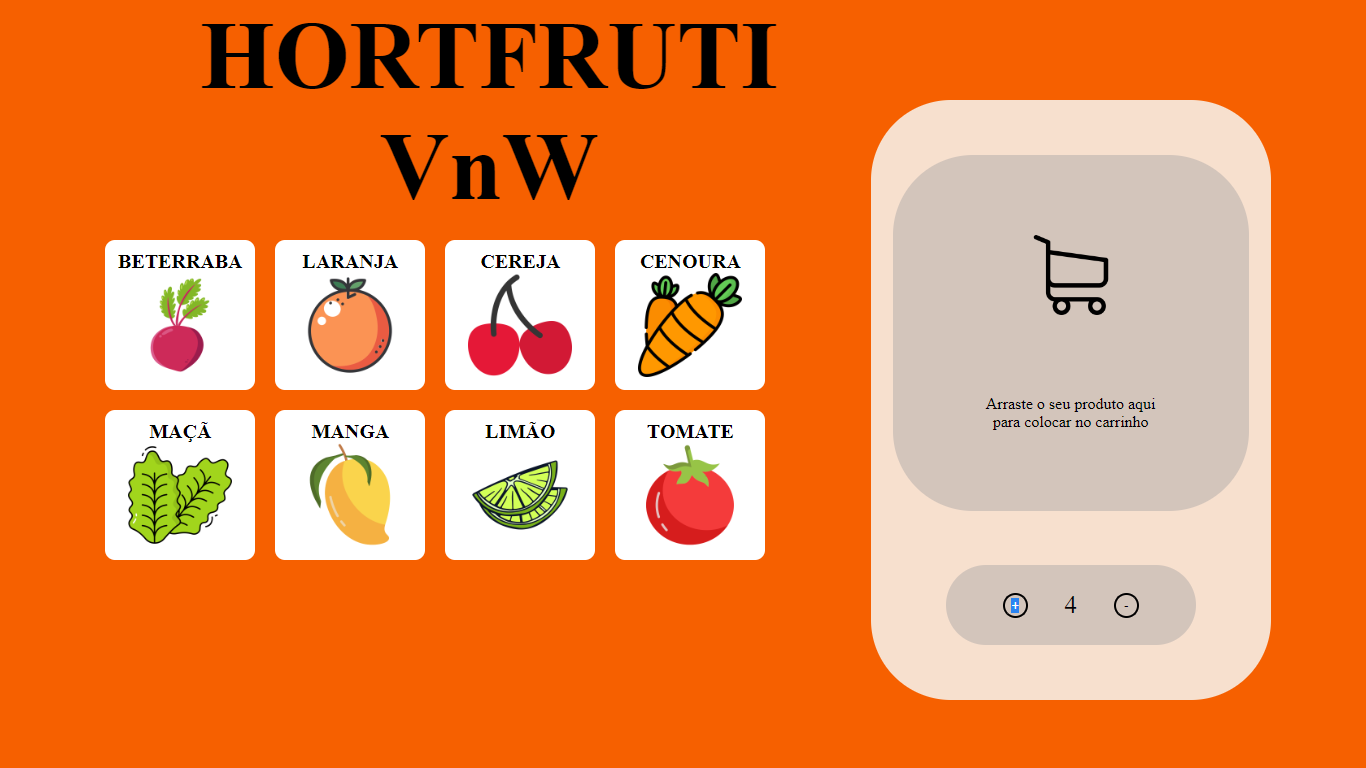 HORTFRUTI
VnW
BETERRABA
LARANJA
CEREJA
CENOURA
MAÇÃ
MANGA
LIMÃO
TOMATE
Arraste o seu produto aqui
para colocar no carrinho
+ 4 -